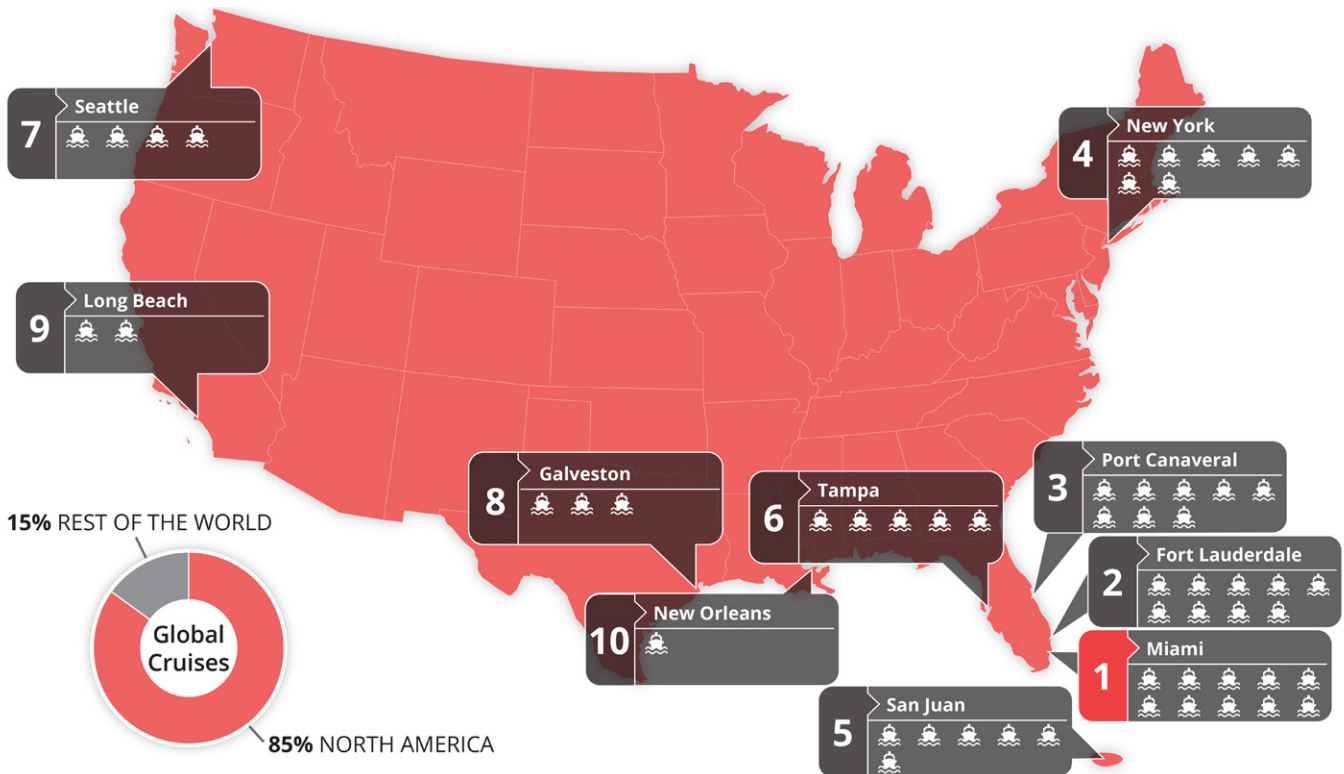 7
Seattle
4
New York
9
Long Beach
8
Galveston
6
Tampa
3
Port Canaveral
2
Fort Lauderdale
10
New Orleans
1
Miami
5
San Juan
15% REST OF THE WORLD
Global
Cruises
85% NORTH AMERICA